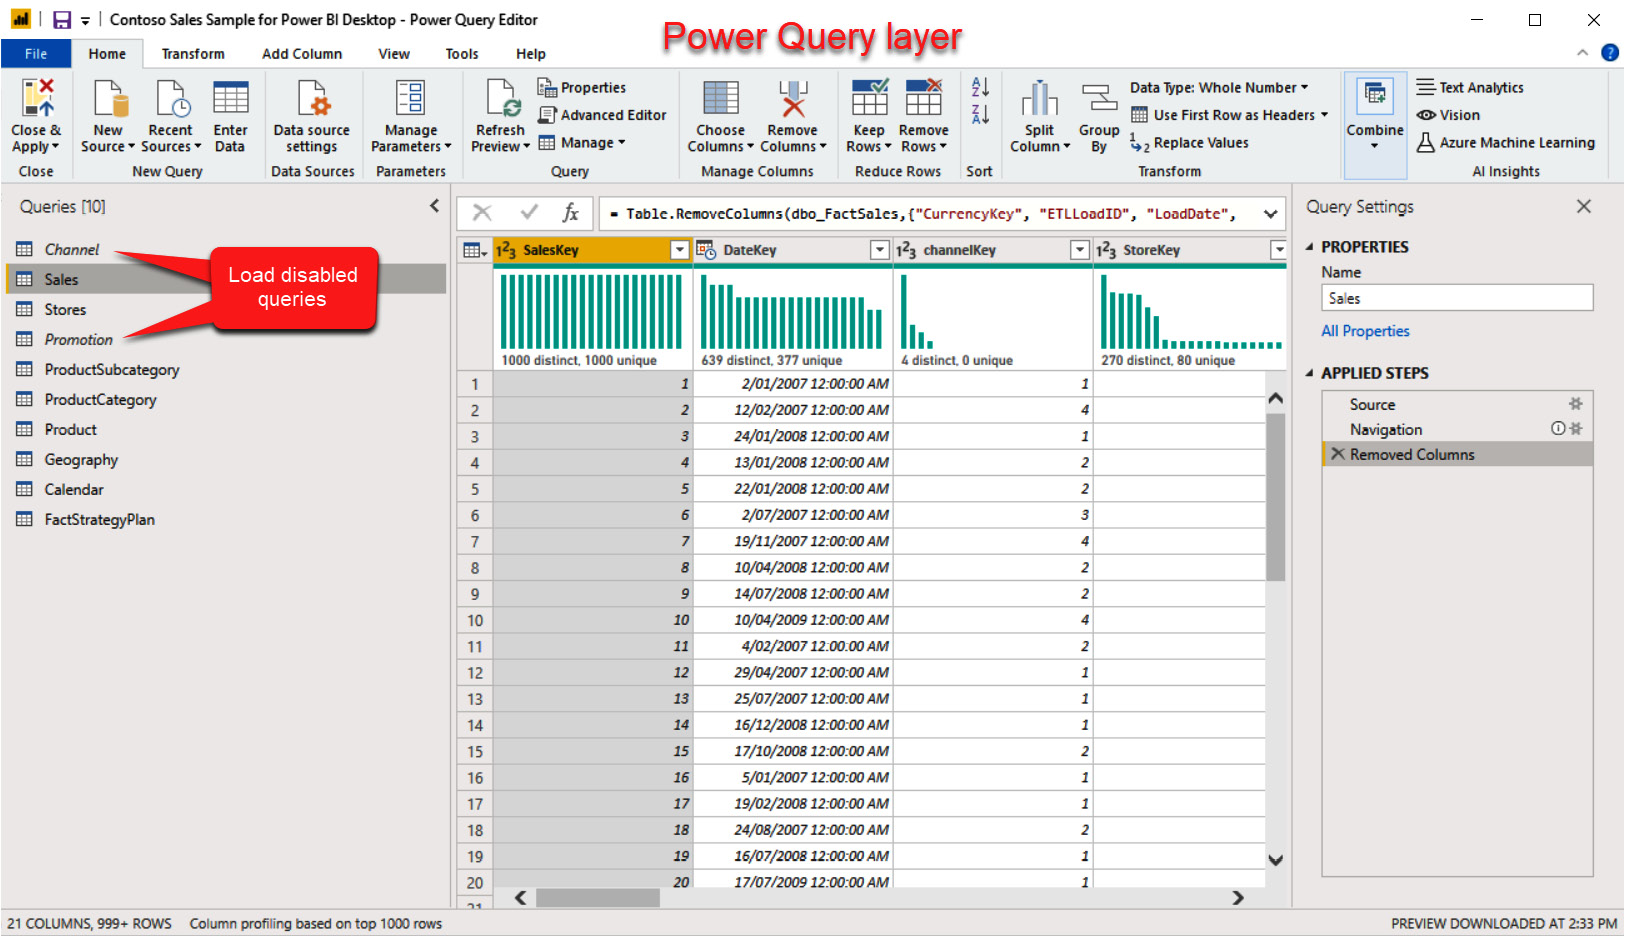 Contoso Sales Sample for Power BI Desktop - Power Query Editor
Power Query layer
File Home Transform Add Column View Tools Help
Close & Apply
New Source
Recent Sources
Enter Data
Data source settings
Manage Parameters
Refresh Preview
Properties
Advanced Editor
Manage
Choose Columns
Remove Columns
Keep Rows
Remove Rows
Split Column
Group By
Data Type: Whole Number
Use First Row as Headers
Replace Values
Combine
Text Analytics
Vision
Azure Machine Learning
Close New Query Data Sources Parameters Query Manage Columns Reduce Rows Sort Transform AI Insights
Queries [10]
Channel
Sales
Stores
Promotion
ProductSubcategory
ProductCategory
Product
Geography
Calendar
FactStrategyPlan
Load disabled
queries
fx = Table.RemoveColumns(dbo_FactSales,{"CurrencyKey", "ETLLoadID", "LoadDate",
123 SalesKey DateKey 123 channelKey 123 StoreKey
1000 distinct, 1000 unique 639 distinct, 377 unique 4 distinct, 0 unique 270 distinct, 80 unique
1 1 2/01/2007 12:00:00 AM 1
2 2 12/02/2007 12:00:00 AM 4
3 3 24/01/2008 12:00:00 AM 1
4 4 13/01/2008 12:00:00 AM 2
5 5 22/01/2008 12:00:00 AM 2
6 6 2/07/2007 12:00:00 AM 3
7 7 19/11/2007 12:00:00 AM 4
8 8 10/04/2008 12:00:00 AM 2
9 9 14/07/2008 12:00:00 AM 2
10 10 10/04/2009 12:00:00 AM 4
11 11 4/02/2007 12:00:00 AM 2
12 12 29/04/2007 12:00:00 AM 1
13 13 25/07/2007 12:00:00 AM 1
14 14 16/12/2008 12:00:00 AM 1
15 15 17/10/2008 12:00:00 AM 2
16 16 5/01/2007 12:00:00 AM 1
17 17 19/02/2008 12:00:00 AM 1
18 18 24/08/2007 12:00:00 AM 2
19 19 16/07/2008 12:00:00 AM 1
20 20 17/07/2009 12:00:00 AM 1
21
Query Settings
PROPERTIES
Name
Sales
All Properties
APPLIED STEPS
Source
Navigation
Removed Columns
21 COLUMNS, 999+ ROWS Column profiling based on top 1000 rows
PREVIEW DOWNLOADED AT 2:33 PM